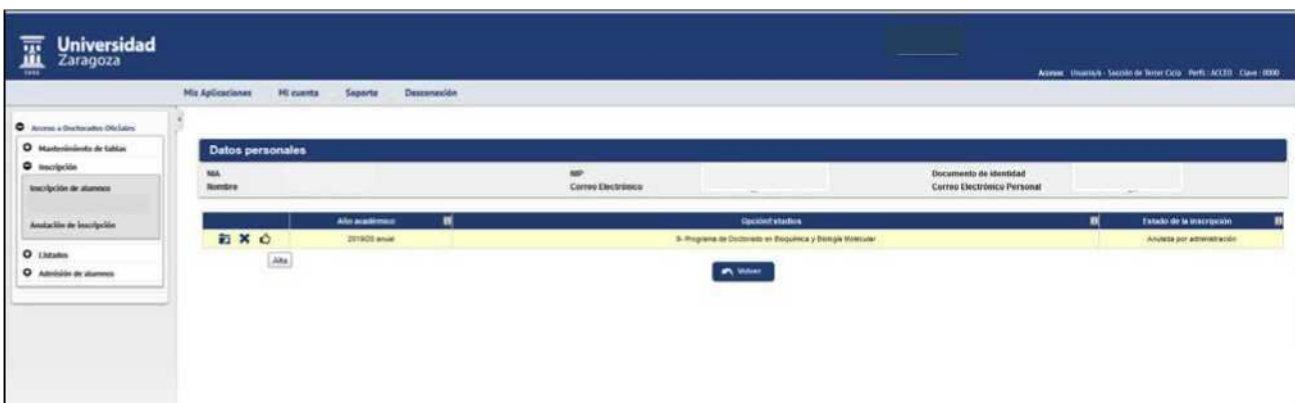 Universidad
Zaragoza
1542
Acceso: Usuario/a - Sección de Tercer Ciclo Perfil: ACCED Clave: 0000
Mis Aplicaciones Mi cuenta Soporte Desconexión
Acceso a Doctorados Oficiales
Mantenimiento de tablas
Inscripción
Inscripción de alumnos
Anulación de inscripción
Listados
Admisión de alumnos
Datos personales
NIA NIP Documento de identidad
Nombre Correo Electrónico Correo Electrónico Personal
Año académico Opción/Estudios Estado de la inscripción
2019/20 anual 9- Programa de Doctorado en Bioquímica y Biología Molecular Anulada por administración
Alta
Volver